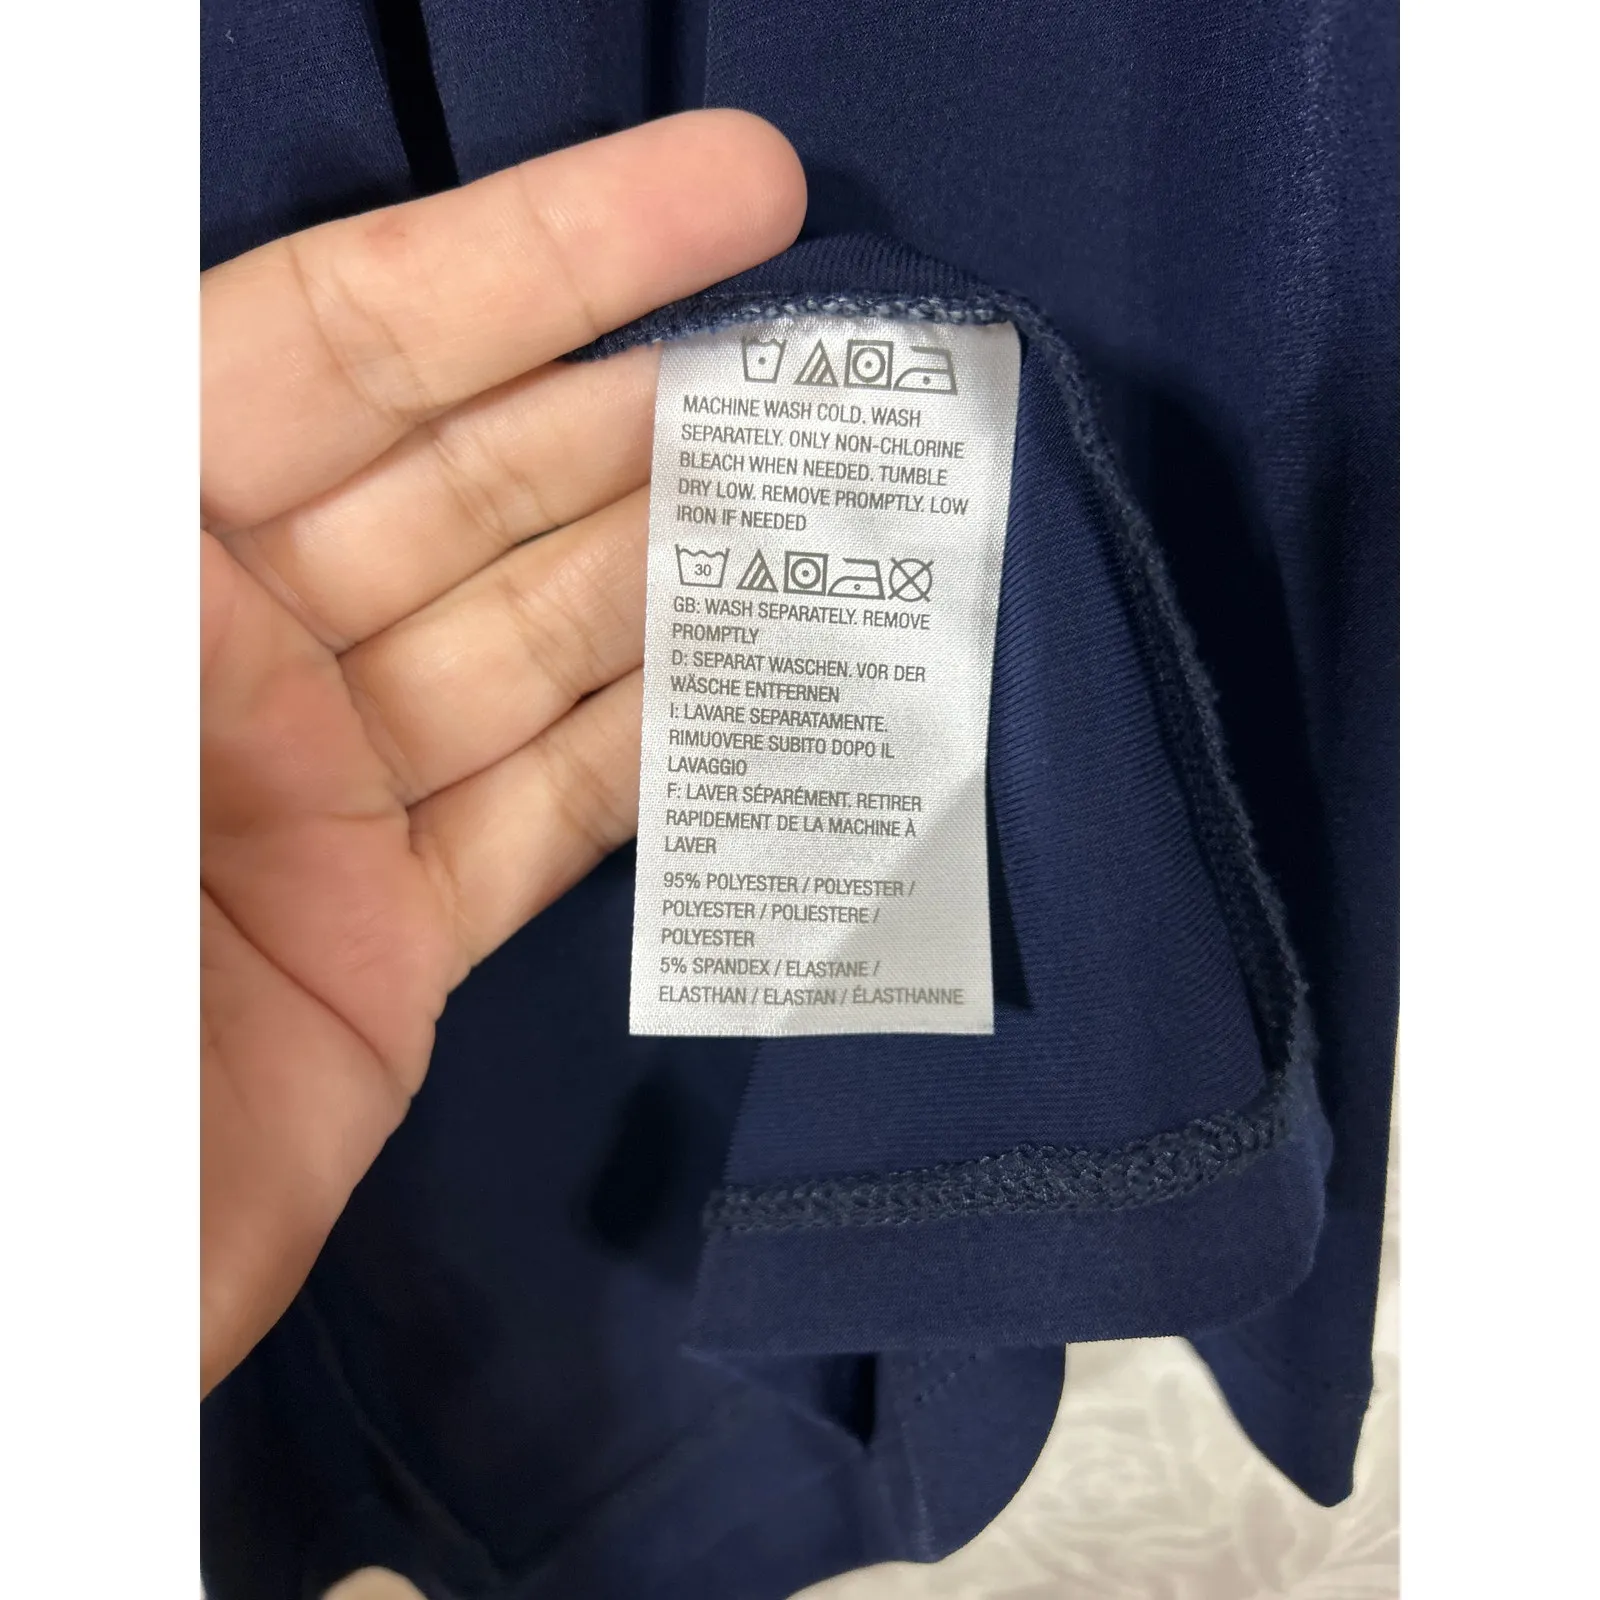 MACHINE WASH COLD. WASH
SEPARATELY. ONLY NON-CHLORINE
BLEACH WHEN NEEDED. TUMBLE
DRY LOW. REMOVE PROMPTLY. LOW
IRON IF NEEDED
30
GB: WASH SEPARATELY. REMOVE
PROMPTLY
D: SEPARAT WASCHEN. VOR DER
WÄSCHE ENTFERNEN
I: LAVARE SEPARATAMENTE.
RIMUOVERE SUBITO DOPO IL
LAVAGGIO
F: LAVER SÉPARÉMENT. RETIRER
RAPIDEMENT DE LA MACHINE À
LAVER
95% POLYESTER / POLYESTER /
POLYESTER / POLIESTERE /
POLYESTER
5% SPANDEX / ELASTANE /
ELASTHAN / ELASTAN / ÉLASTHANNE